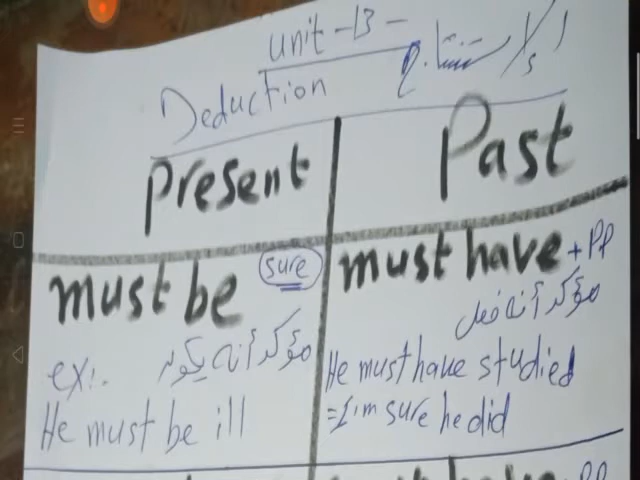 unit -13-
Deduction الاستنتاج
present Past
must be sure must have + PP
مؤكد أنه يكون مؤكد أنه فعل
ex:. He must have studied
He must be ill = I'm sure he did